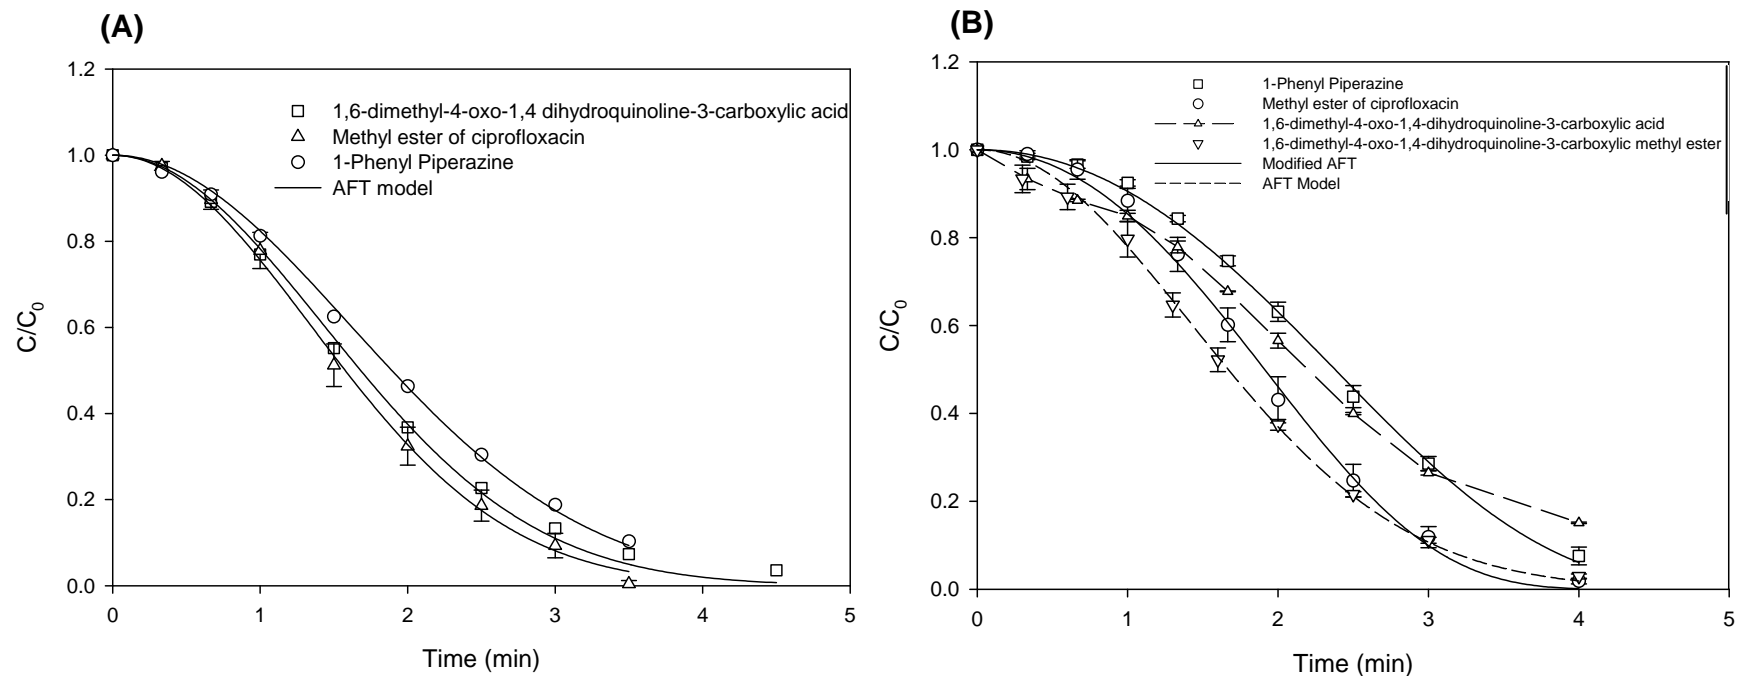 (A)
1.2
1.0
0.8
0.6
0.4
0.2
0.0
C/C0
0
1
2
3
4
5
Time (min)
1,6-dimethyl-4-oxo-1,4 dihydroquinoline-3-carboxylic acid
Methyl ester of ciprofloxacin
1-Phenyl Piperazine
AFT model
(B)
1.2
1.0
0.8
0.6
0.4
0.2
0.0
C/C0
0
1
2
3
4
5
Time (min)
1-Phenyl Piperazine
Methyl ester of ciprofloxacin
1,6-dimethyl-4-oxo-1,4-dihydroquinoline-3-carboxylic acid
1,6-dimethyl-4-oxo-1,4-dihydroquinoline-3-carboxylic methyl ester
Modified AFT
AFT Model